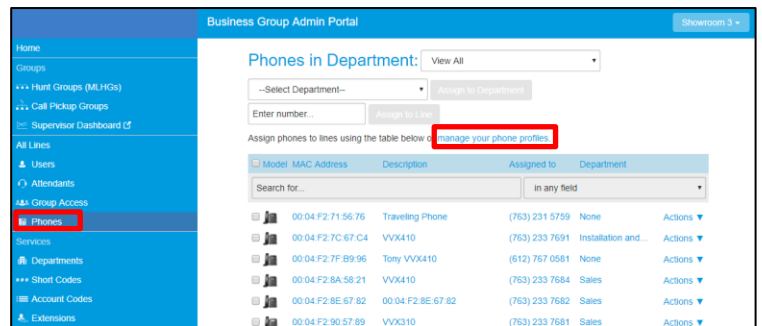 Business Group Admin Portal
Showroom 3
Home
Groups
Hunt Groups (MLHGs)
Call Pickup Groups
Supervisor Dashboard
All Lines
Users
Attendants
Group Access
Phones
Services
Departments
Short Codes
Account Codes
Extensions
Phones in Department: View All
--Select Department-- Assign to Department
Enter number... Assign to Line
Assign phones to lines using the table below or manage your phone profiles.
Model MAC Address Description Assigned to Department
Search for... in any field
00:04:F2:71:56:76 Traveling Phone (763) 231 5759 None Actions ▼
00:04:F2:7C:67:C4 VVX410 (763) 233 7691 Installation and... Actions ▼
00:04:F2:7F:B9:96 Tony VVX410 (612) 767 0581 None Actions ▼
00:04:F2:8A:58:21 VVX410 (763) 233 7684 Sales Actions ▼
00:04:F2:8E:67:82 00:04:F2:8E:67:82 (763) 233 7682 Sales Actions ▼
00:04:F2:90:57:89 VVX310 (763) 233 7681 Sales Actions ▼